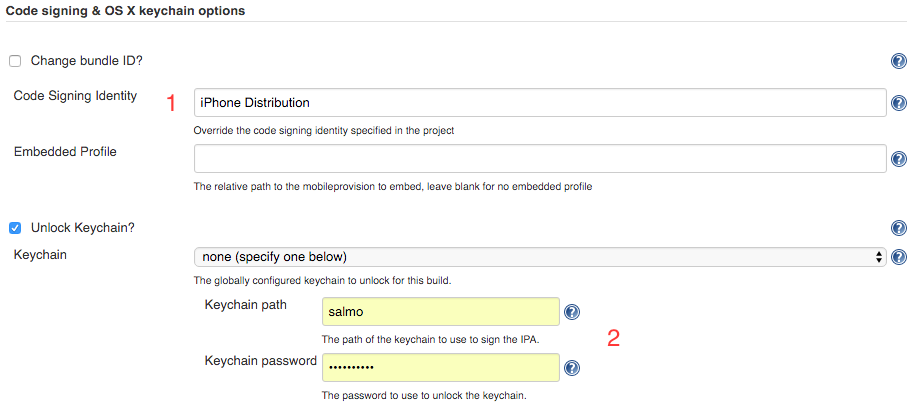 Code signing & OS X keychain options
Change bundle ID?
Code Signing Identity
1
iPhone Distribution
Override the code signing identity specified in the project
Embedded Profile
The relative path to the mobileprovision to embed, leave blank for no embedded profile
Unlock Keychain?
Keychain
none (specify one below)
The globally configured keychain to unlock for this build.
Keychain path
salmo
The path of the keychain to use to sign the IPA.
2
Keychain password
••••••••••
The password to use to unlock the keychain.